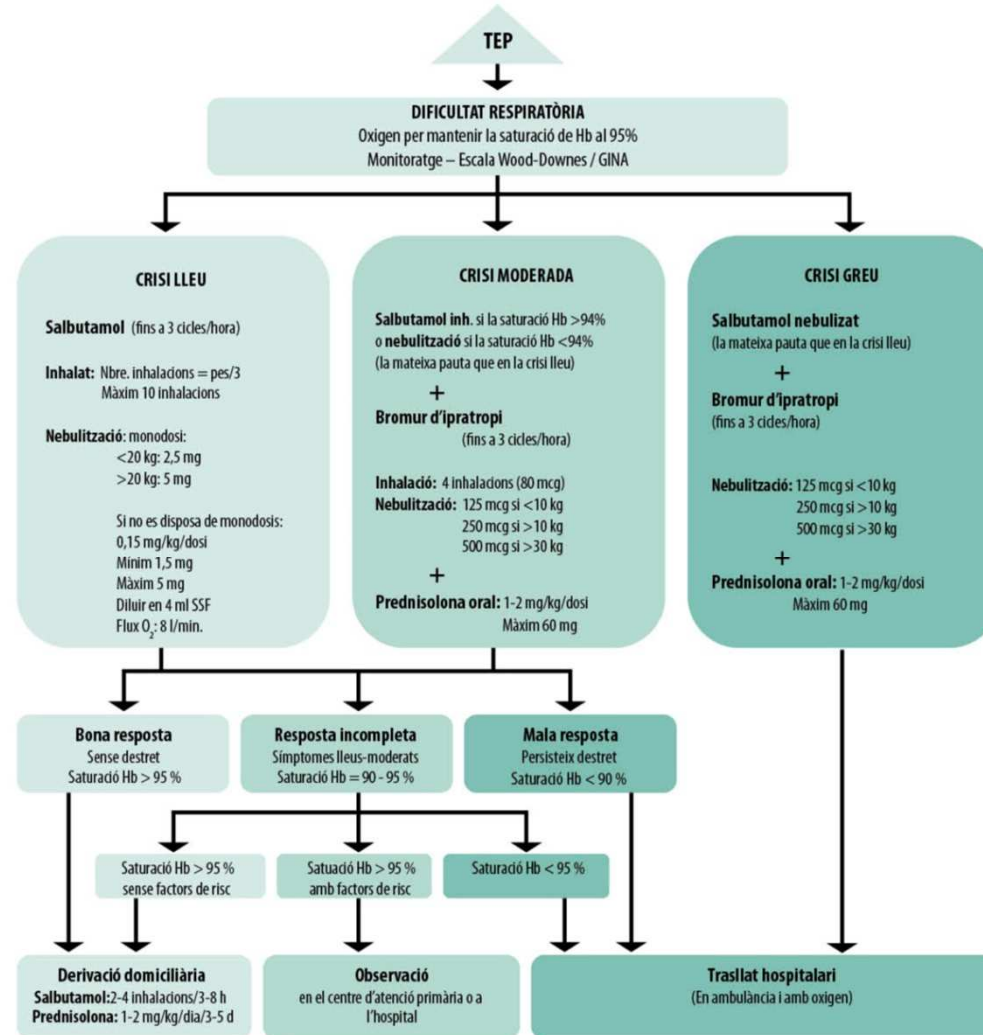 TEP
DIFICULTAT RESPIRATÒRIA
Oxigen per mantenir la saturació de Hb al 95%
Monitoratge – Escala Wood-Downes / GINA
CRISI LLEU
Salbutamol (fins a 3 cicles/hora)
Inhalat: Nbre. inhalacions = pes/3
Màxim 10 inhalacions
Nebulització: monodosi:
<20 kg: 2,5 mg
>20 kg: 5 mg
Si no es disposa de monodosis:
0,15 mg/kg/dosi
Mínim 1,5 mg
Màxim 5 mg
Diluir en 4 ml SSF
Flux O₂: 8 l/min.
CRISI MODERADA
Salbutamol inh. si la saturació Hb >94%
o nebulització si la saturació Hb <94%
(la mateixa pauta que en la crisi lleu)
+
Bromur d'ipratropi
(fins a 3 cicles/hora)
Inhalació: 4 inhalacions (80 mcg)
Nebulització: 125 mcg si <10 kg
250 mcg si >10 kg
500 mcg si >30 kg
+
Prednisolona oral: 1-2 mg/kg/dosi
Màxim 60 mg
CRISI GREU
Salbutamol nebulizat
(la mateixa pauta que en la crisi lleu)
+
Bromur d'ipratropi
(fins a 3 cicles/hora)
Nebulització: 125 mcg si <10 kg
250 mcg si >10 kg
500 mcg si >30 kg
+
Prednisolona oral: 1-2 mg/kg/dosi
Màxim 60 mg
Bona resposta
Sense destret
Saturació Hb > 95 %
Resposta incompleta
Símptomes lleus-moderats
Saturació Hb = 90 - 95 %
Mala resposta
Persisteix destret
Saturació Hb < 90 %
Saturació Hb > 95 %
sense factors de risc
Satuació Hb > 95 %
amb factors de risc
Saturació Hb < 95 %
Derivació domiciliària
Salbutamol:2-4 inhalacions/3-8 h
Prednisolona: 1-2 mg/kg/dia/3-5 d
Observació
en el centre d'atenció primària o a
l'hospital
Trasllat hospitalari
(En ambulància i amb oxigen)